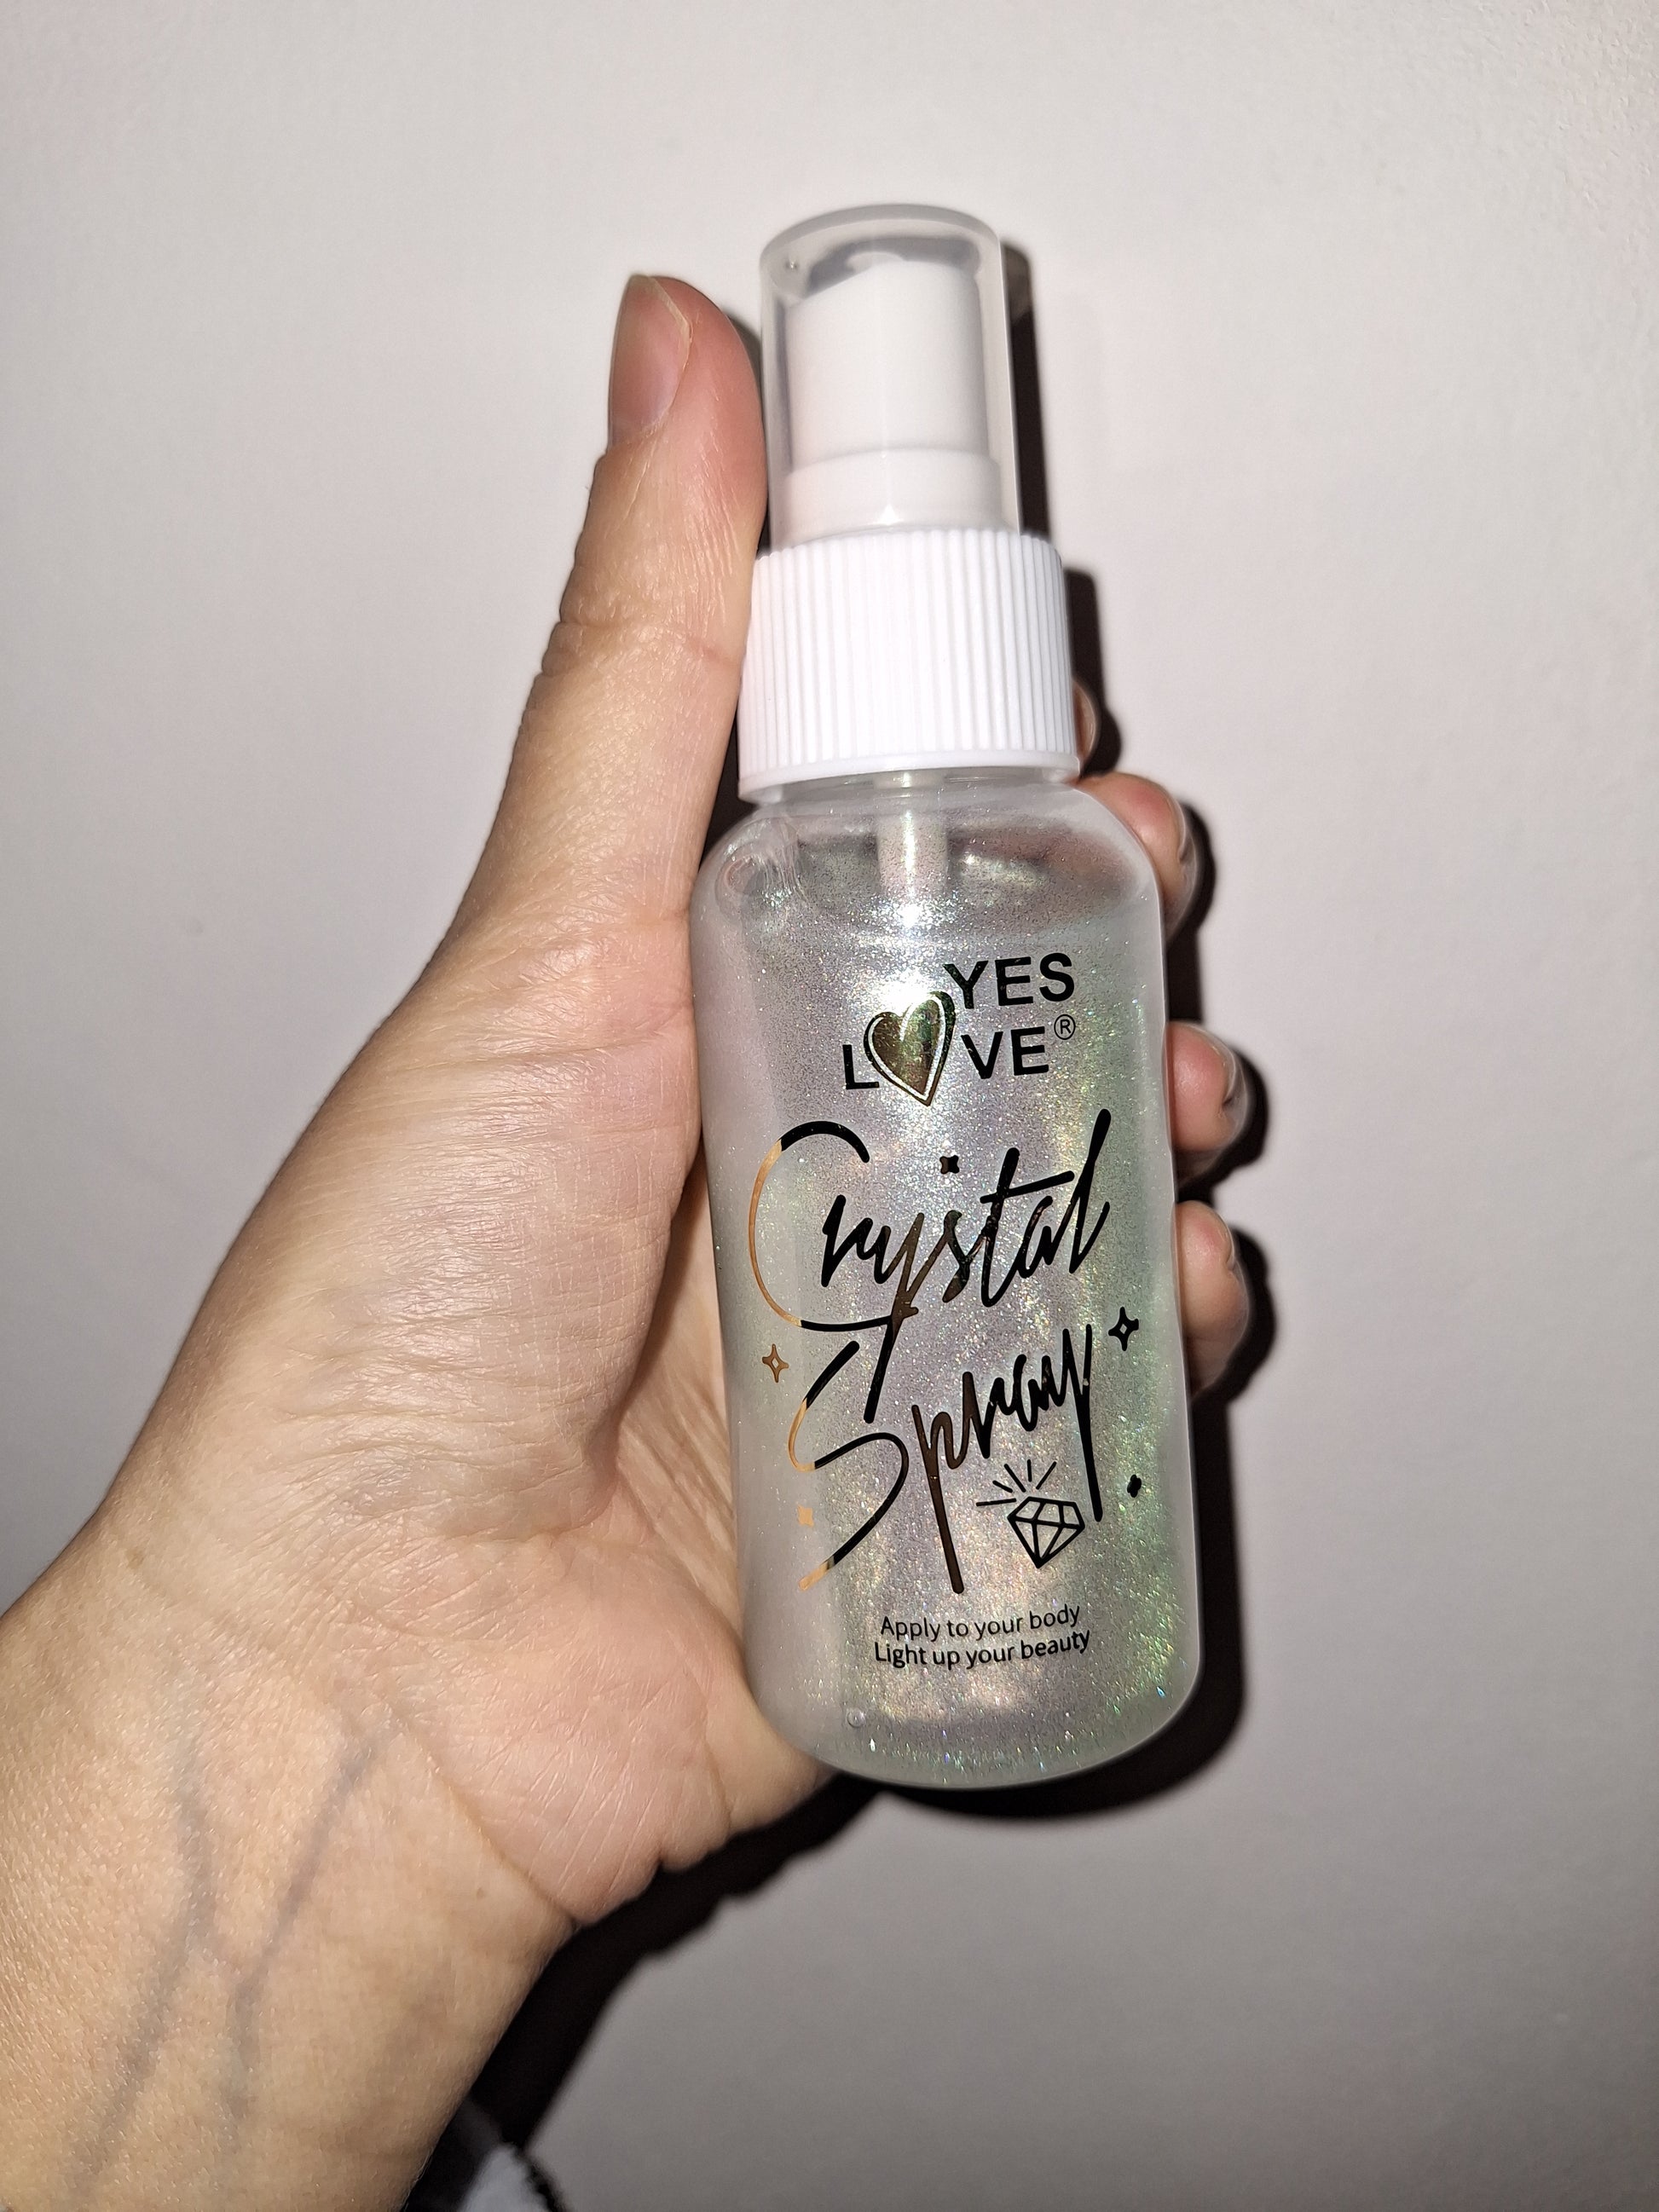 YES
LOVE®
Crystal
Spray
Apply to your body
Light up your beauty